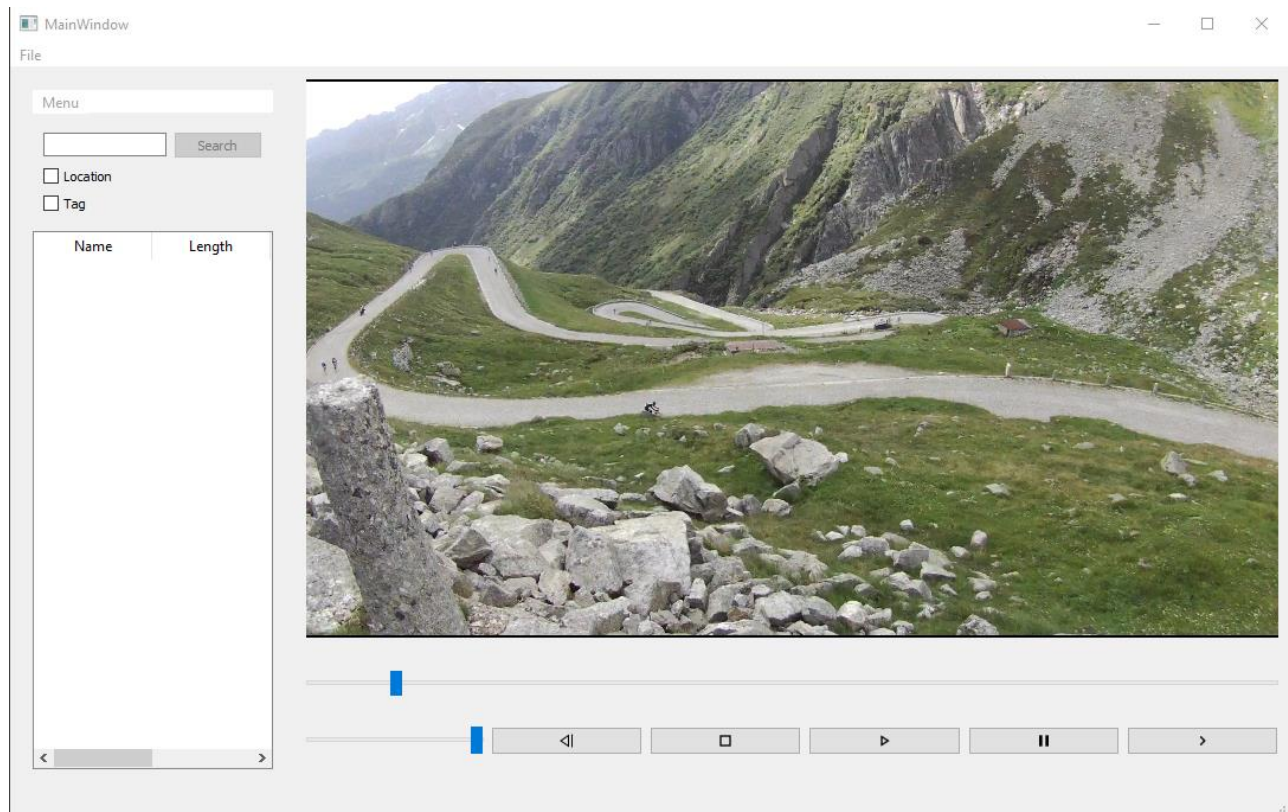 MainWindow
File
Menu
Search
Location
Tag
Name Length